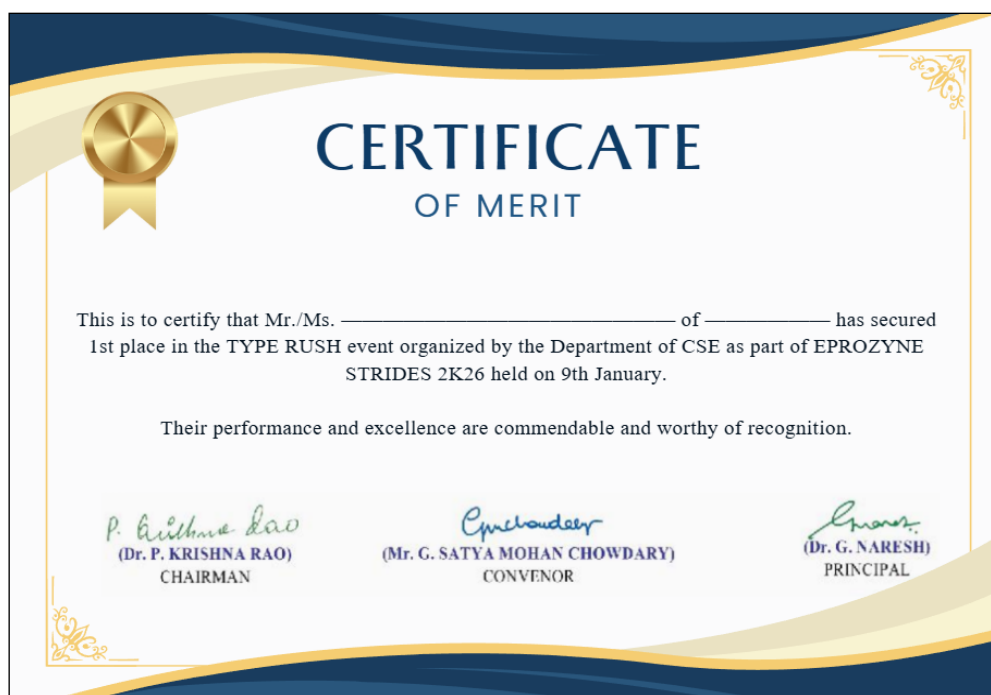 CERTIFICATE
OF MERIT
This is to certify that Mr./Ms. ———————————————— of —————— has secured
1st place in the TYPE RUSH event organized by the Department of CSE as part of EPROZYNE
STRIDES 2K26 held on 9th January.
Their performance and excellence are commendable and worthy of recognition.
P. Krishna Rao
(Dr. P. KRISHNA RAO)
CHAIRMAN
(Mr. G. SATYA MOHAN CHOWDARY)
CONVENOR
(Dr. G. NARESH)
PRINCIPAL